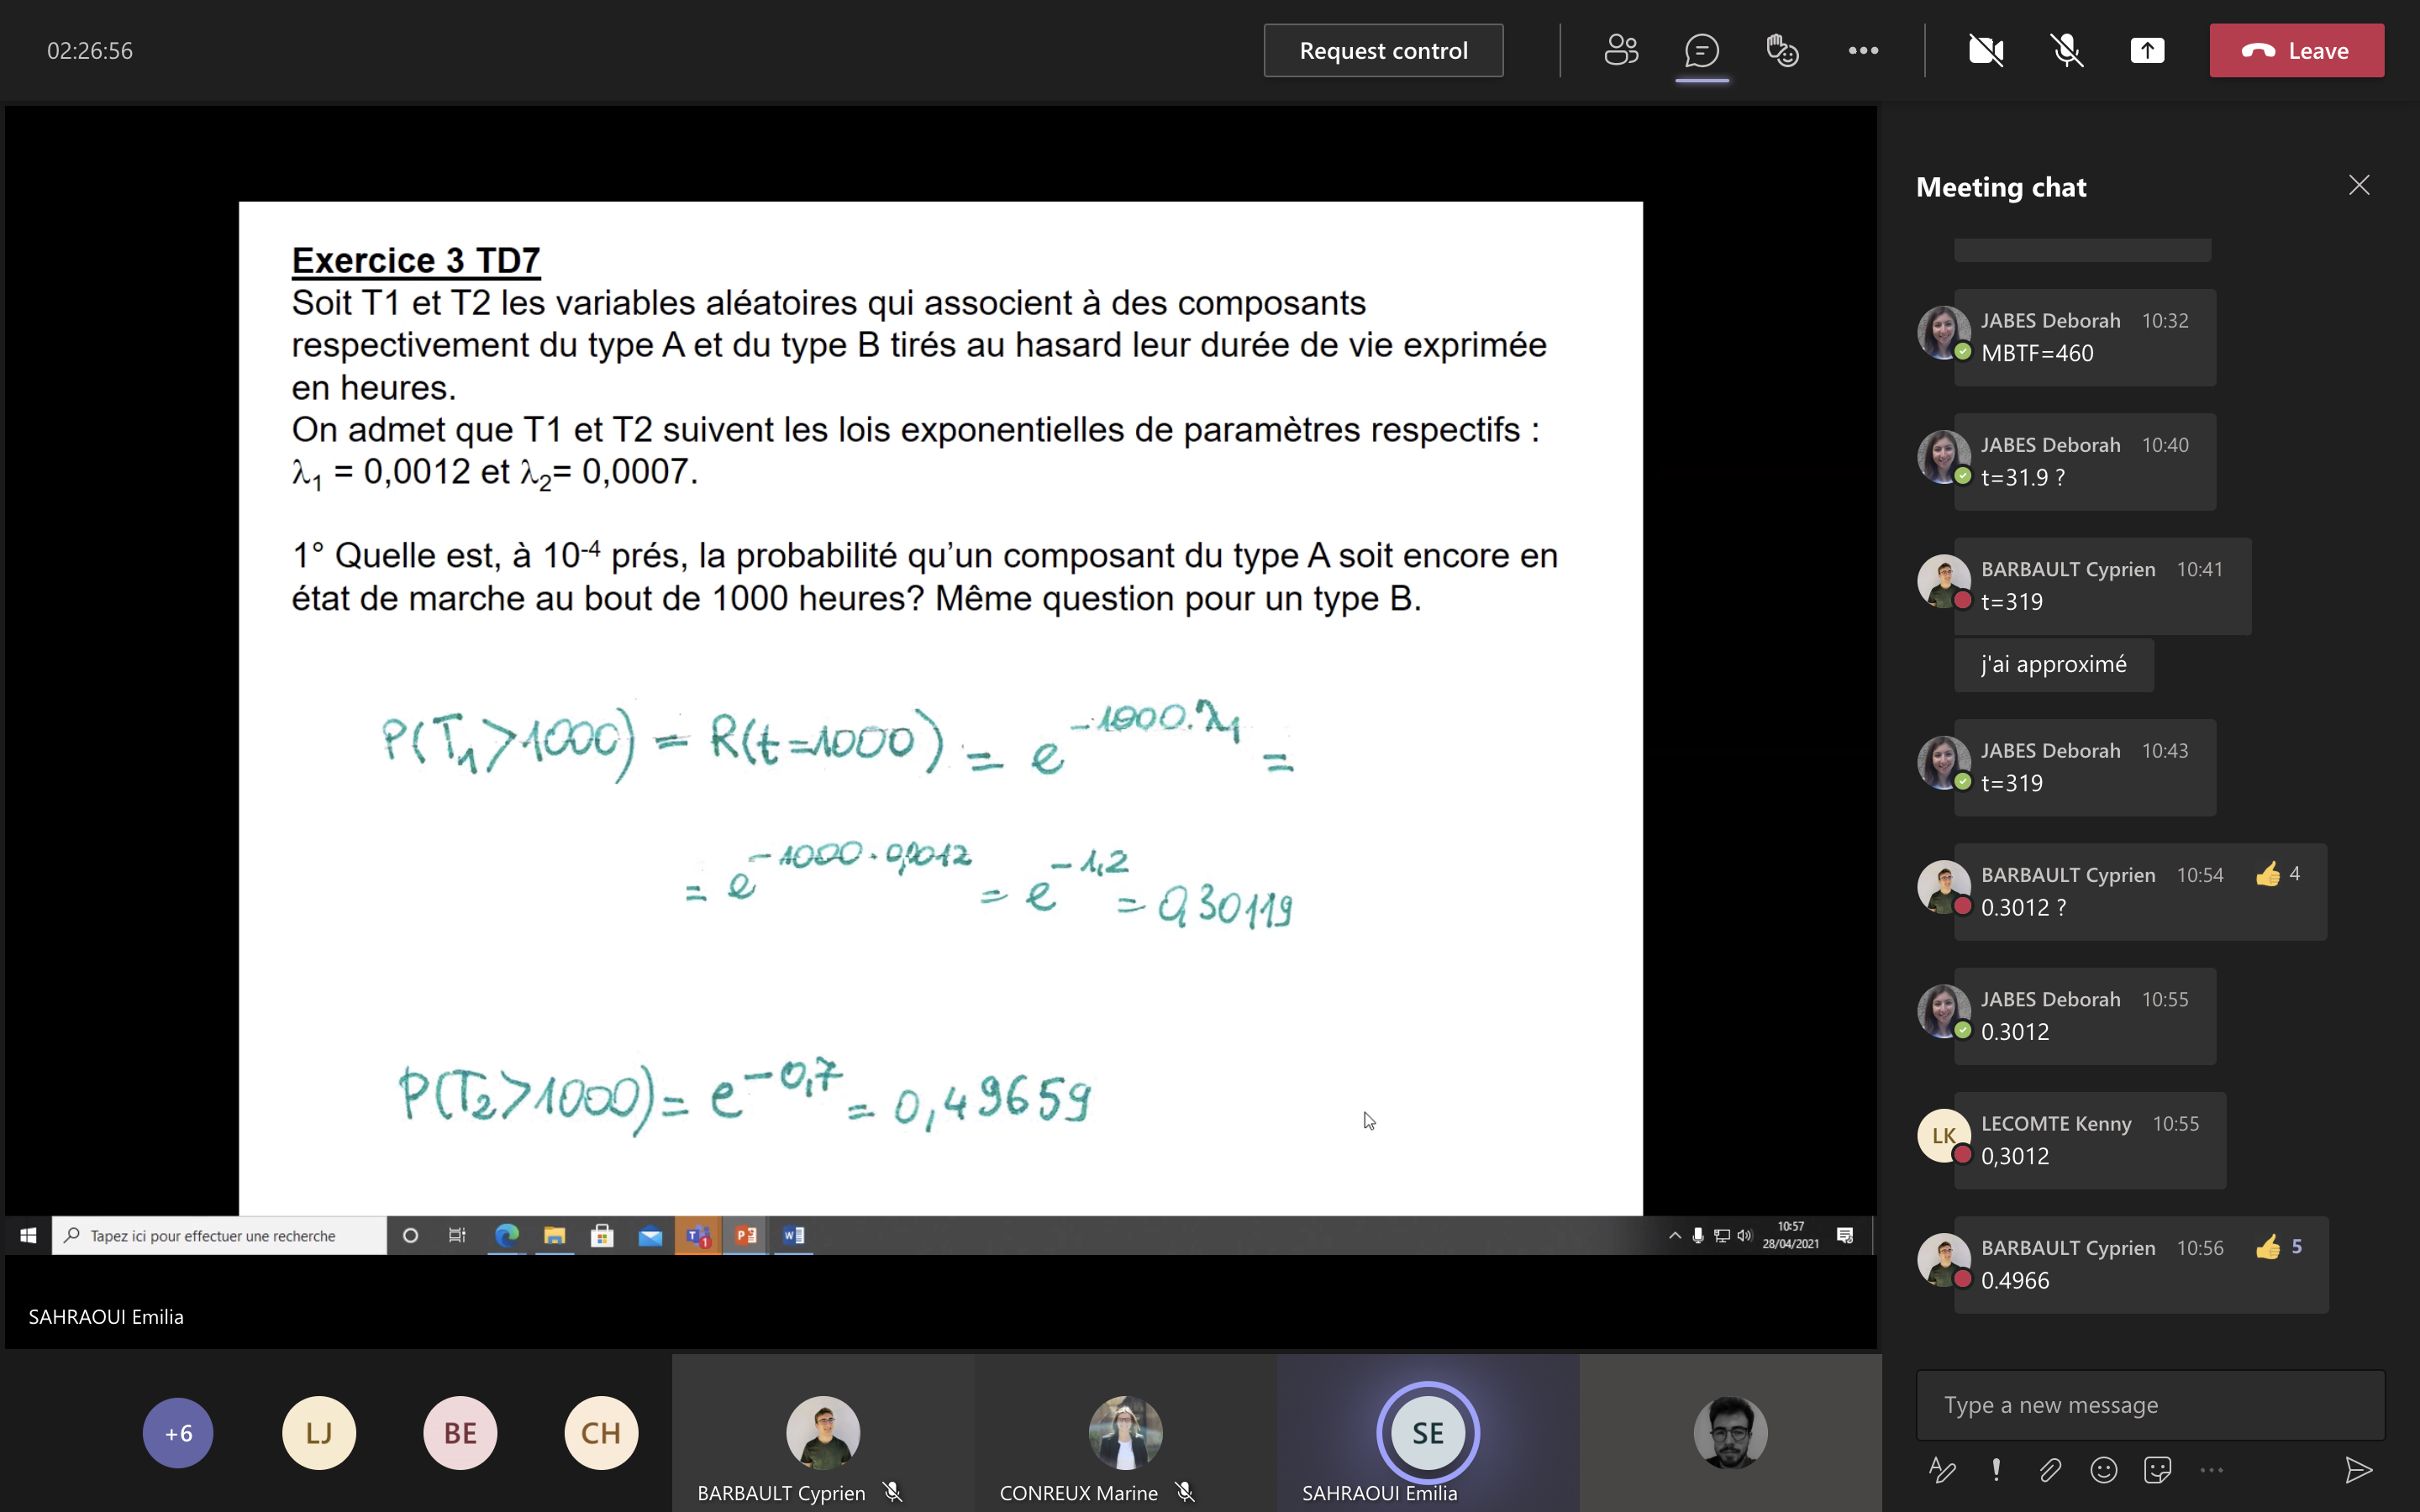 02:26:56
Request control
Leave
Exercice 3 TD7
Soit T1 et T2 les variables aléatoires qui associent à des composants
respectivement du type A et du type B tirés au hasard leur durée de vie exprimée
en heures.
On admet que T1 et T2 suivent les lois exponentielles de paramètres respectifs :
λ₁ = 0,0012 et λ₂= 0,0007.
1° Quelle est, à 10⁻⁴ prés, la probabilité qu’un composant du type A soit encore en
état de marche au bout de 1000 heures? Même question pour un type B.
P(T₁>1000) = R(t=1000) = e^(-1000.λ₁) =
= e^(-1000.0,0012) = e^(-1,2) = 0,30119
P(T₂>1000) = e^(-0,7) = 0,49659
Tapez ici pour effectuer une recherche
T
1
P
W
10:57
28/04/2021
SAHRAOUI Emilia
+6
LJ
BE
CH
SE
BARBAULT Cyprien
CONREUX Marine
SAHRAOUI Emilia
Meeting chat
JABES Deborah 10:32
MBTF=460
JABES Deborah 10:40
t=31.9 ?
BARBAULT Cyprien 10:41
t=319
j'ai approximé
JABES Deborah 10:43
t=319
BARBAULT Cyprien 10:54 👍 4
0.3012 ?
JABES Deborah 10:55
0.3012
LK
LECOMTE Kenny 10:55
0,3012
BARBAULT Cyprien 10:56 👍 5
0.4966
Type a new message